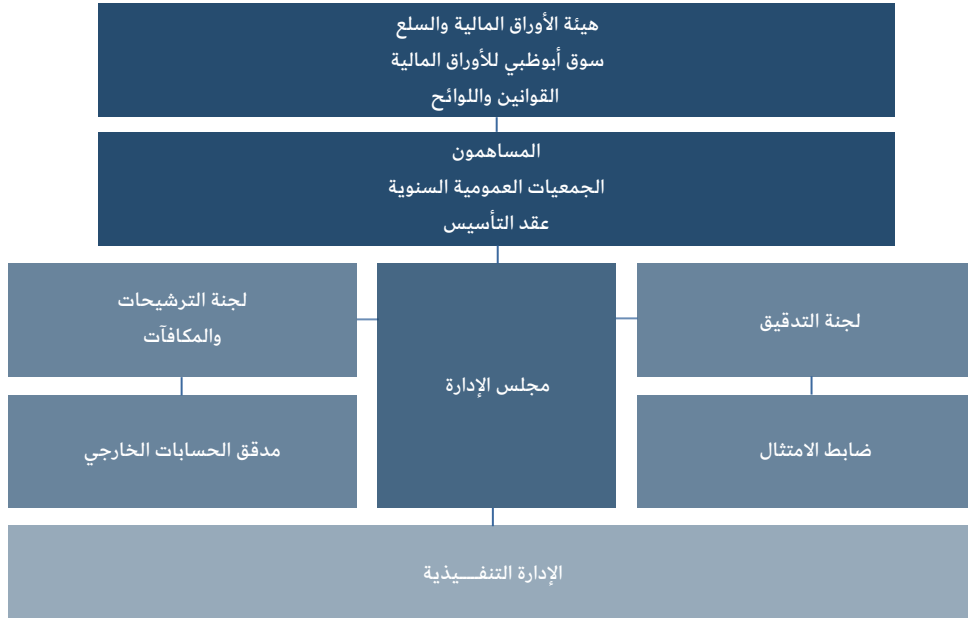 هيئة الأوراق المالية والسلع
سوق أبوظبي للأوراق المالية
القوانين واللوائح
المساهمون
الجمعيات العمومية السنوية
عقد التأسيس
لجنة التدقيق
مجلس الإدارة
لجنة الترشيحات
والمكافآت
ضابط الامتثال
مدقق الحسابات الخارجي
الإدارة التنفـــيذية